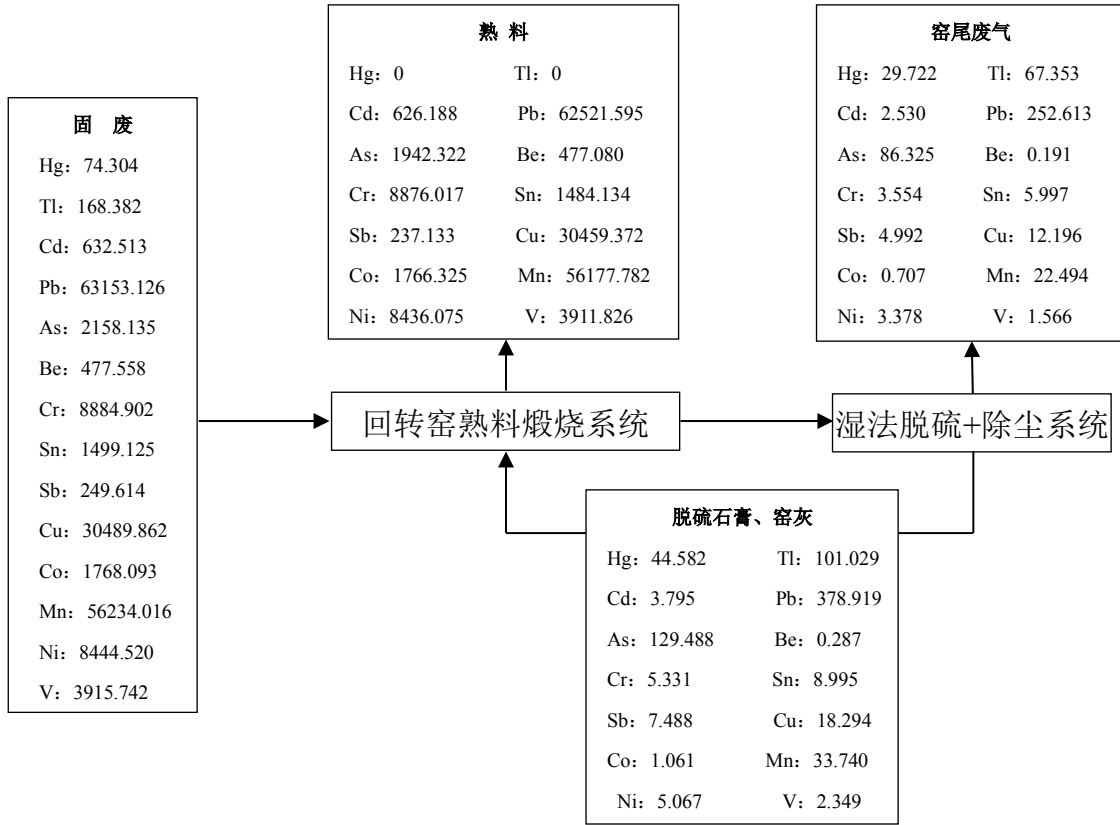 固 废
Hg：74.304
Tl：168.382
Cd：632.513
Pb：63153.126
As：2158.135
Be：477.558
Cr：8884.902
Sn：1499.125
Sb：249.614
Cu：30489.862
Co：1768.093
Mn：56234.016
Ni：8444.520
V：3915.742
熟 料
Hg：0 Tl：0
Cd：626.188 Pb：62521.595
As：1942.322 Be：477.080
Cr：8876.017 Sn：1484.134
Sb：237.133 Cu：30459.372
Co：1766.325 Mn：56177.782
Ni：8436.075 V：3911.826
窑尾废气
Hg：29.722 Tl：67.353
Cd：2.530 Pb：252.613
As：86.325 Be：0.191
Cr：3.554 Sn：5.997
Sb：4.992 Cu：12.196
Co：0.707 Mn：22.494
Ni：3.378 V：1.566
回转窑熟料煅烧系统
湿法脱硫+除尘系统
脱硫石膏、窑灰
Hg：44.582 Tl：101.029
Cd：3.795 Pb：378.919
As：129.488 Be：0.287
Cr：5.331 Sn：8.995
Sb：7.488 Cu：18.294
Co：1.061 Mn：33.740
Ni：5.067 V：2.349